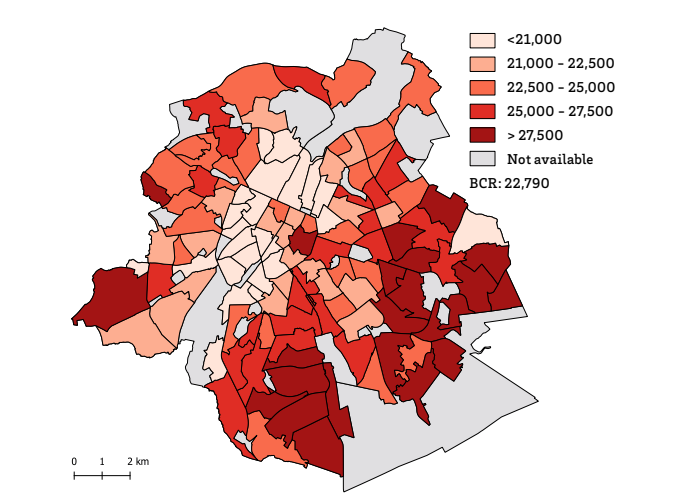 <21,000
21,000 - 22,500
22,500 - 25,000
25,000 - 27,500
> 27,500
Not available
BCR: 22,790
0 1 2 km